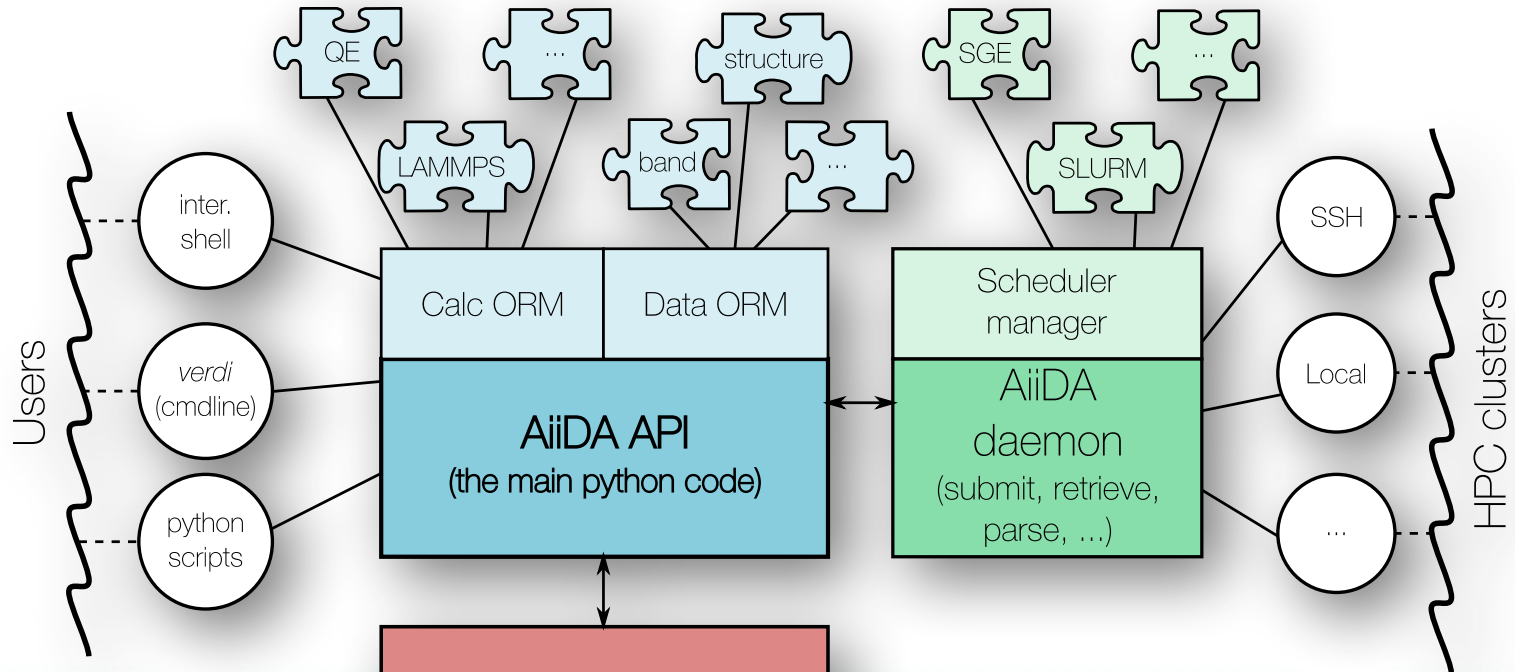 QE
...
structure
SGE
...
LAMMPS
band
...
SLURM
inter.
shell
SSH
Calc ORM
Data ORM
Scheduler
manager
Users
verdi
(cmdline)
Local
HPC clusters
AiiDA API
(the main python code)
AiiDA
daemon
(submit, retrieve,
parse, ...)
python
scripts
...